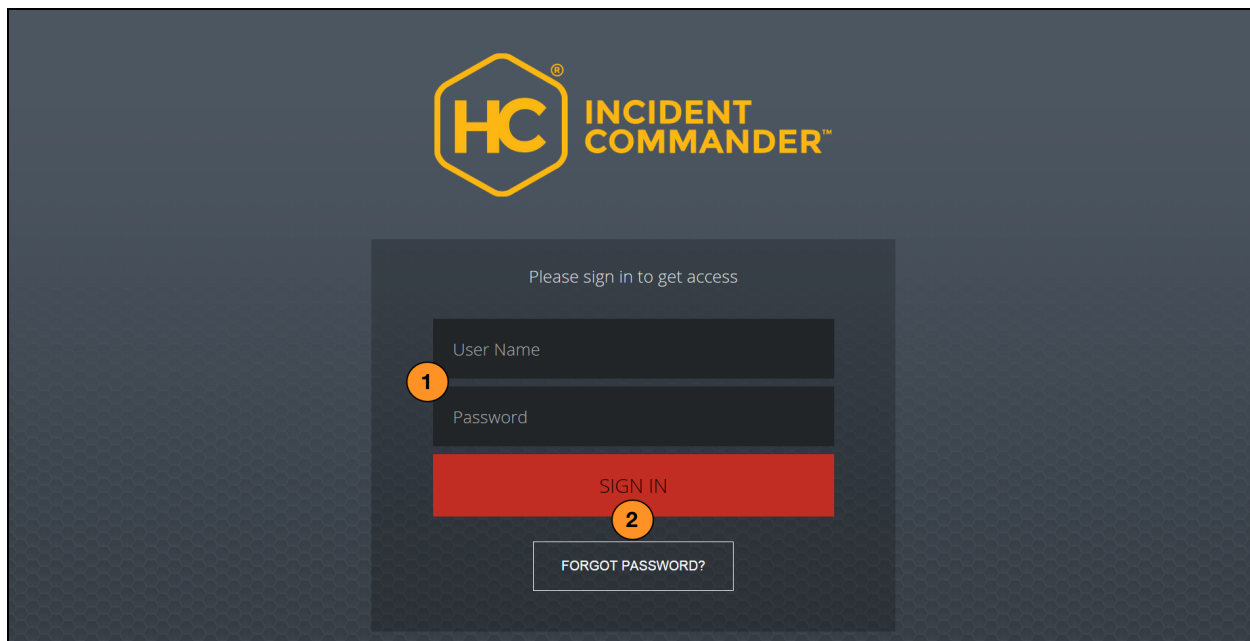 HC®
INCIDENT
COMMANDER™
Please sign in to get access
User Name
1
Password
SIGN IN
2
FORGOT PASSWORD?